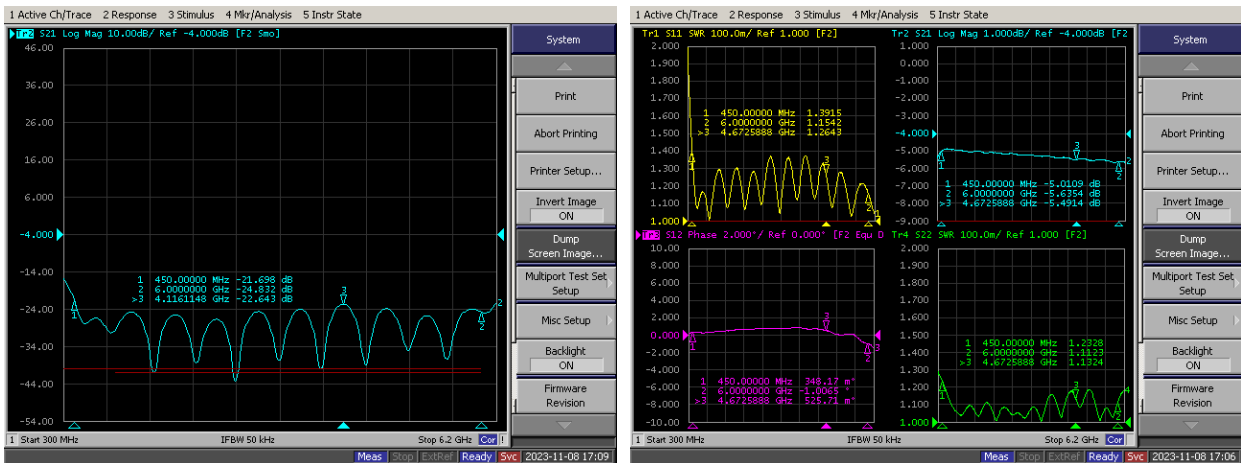 1 Active Ch/Trace 2 Response 3 Stimulus 4 Mkr/Analysis 5 Instr State
Tr2 S21 Log Mag 10.00dB/ Ref -4.000dB [F2 Smo]
46.00
36.00
26.00
16.00
6.000
-4.000
-14.00
-24.00
-34.00
-44.00
-54.00
1 450.00000 MHz -21.698 dB
2 6.0000000 GHz -24.832 dB
>3 4.1161148 GHz -22.643 dB
1
3
2
2
1 Start 300 MHz IFBW 50 kHz Stop 6.2 GHz Cor !
System
Print
Abort Printing
Printer Setup...
Invert Image
ON
Dump
Screen Image...
Multiport Test Set
Setup
Misc Setup
Backlight
ON
Firmware
Revision
Meas Stop ExtRef Ready Svc 2023-11-08 17:09
1 Active Ch/Trace 2 Response 3 Stimulus 4 Mkr/Analysis 5 Instr State
Tr1 S11 SWR 100.0m/ Ref 1.000 [F2]
2.000
1.900
1.800
1.700
1.600
1.500
1.400
1.300
1.200
1.100
1.000
1 450.00000 MHz 1.3915
2 6.0000000 GHz 1.1542
>3 4.6725888 GHz 1.2643
3
2
1
Tr2 S21 Log Mag 1.000dB/ Ref -4.000dB [F2
1.000
0.000
-1.000
-2.000
-3.000
-4.000
-5.000
-6.000
-7.000
-8.000
-9.000
1
3
2
2
1 450.00000 MHz -5.0109 dB
2 6.0000000 GHz -5.6354 dB
>3 4.6725888 GHz -5.4914 dB
Tr3 S12 Phase 2.000°/ Ref 0.000° [F2 Equ D
10.00
8.000
6.000
4.000
2.000
0.000
-2.000
-4.000
-6.000
-8.000
-10.00
1
3
2
3
1 450.00000 MHz 348.17 m°
2 6.0000000 GHz -1.0065 °
>3 4.6725888 GHz 525.71 m°
Tr4 S22 SWR 100.0m/ Ref 1.000 [F2]
2.000
1.900
1.800
1.700
1.600
1.500
1.400
1.300
1.200
1.100
1.000
1 450.00000 MHz 1.2328
2 6.0000000 GHz 1.1123
>3 4.6725888 GHz 1.1324
1
3
2
4
1 Start 300 MHz IFBW 50 kHz Stop 6.2 GHz Cor
System
Print
Abort Printing
Printer Setup...
Invert Image
ON
Dump
Screen Image...
Multiport Test Set
Setup
Misc Setup
Backlight
ON
Firmware
Revision
Meas Stop ExtRef Ready Svc 2023-11-08 17:06